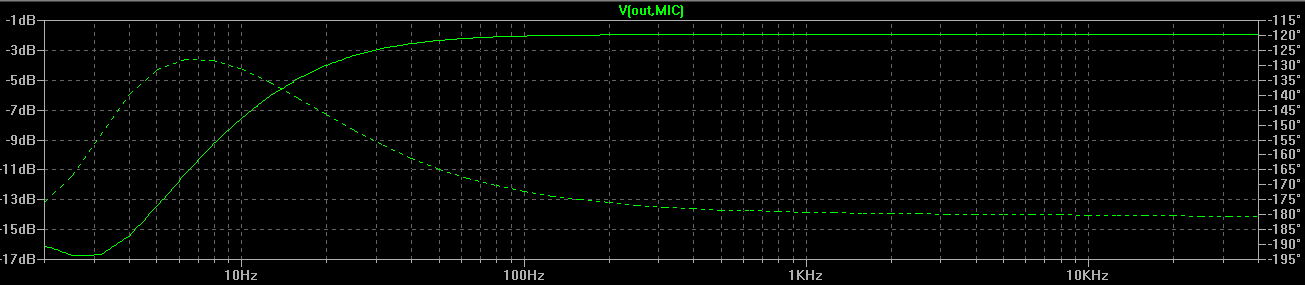 V(out,MIC)
-1dB -115°
-120°
-3dB -125°
-130°
-5dB -135°
-140°
-7dB -145°
-150°
-9dB -155°
-160°
-11dB -165°
-170°
-13dB -175°
-180°
-15dB -185°
-190°
-17dB -195°
10Hz 100Hz 1KHz 10KHz